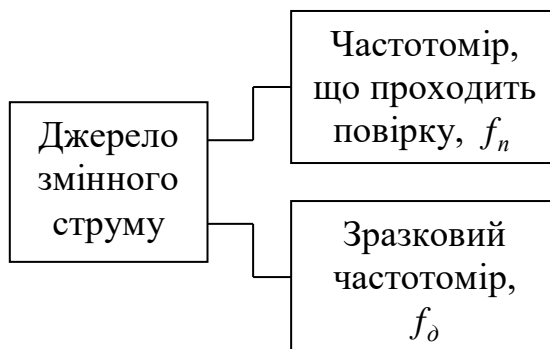 Джерело
змінного
струму
Частотомір,
що проходить
повірку, fп
Зразковий
частотомір,
fд